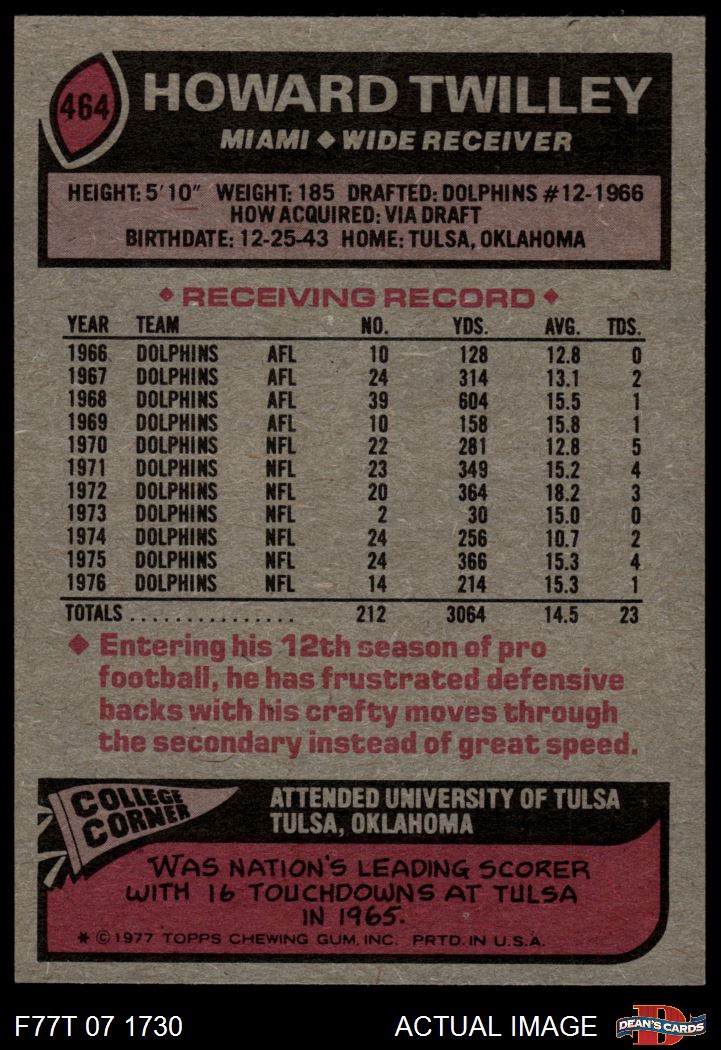 464
HOWARD TWILLEY
MIAMI ◆ WIDE RECEIVER
HEIGHT: 5'10" WEIGHT: 185 DRAFTED: DOLPHINS #12-1966
HOW ACQUIRED: VIA DRAFT
BIRTHDATE: 12-25-43 HOME: TULSA, OKLAHOMA
◆ RECEIVING RECORD ◆
YEAR TEAM NO. YDS. AVG. TDS.
1966 DOLPHINS AFL 10 128 12.8 0
1967 DOLPHINS AFL 24 314 13.1 2
1968 DOLPHINS AFL 39 604 15.5 1
1969 DOLPHINS AFL 10 158 15.8 1
1970 DOLPHINS NFL 22 281 12.8 5
1971 DOLPHINS NFL 23 349 15.2 4
1972 DOLPHINS NFL 20 364 18.2 3
1973 DOLPHINS NFL 2 30 15.0 0
1974 DOLPHINS NFL 24 256 10.7 2
1975 DOLPHINS NFL 24 366 15.3 4
1976 DOLPHINS NFL 14 214 15.3 1
TOTALS ................ 212 3064 14.5 23
◆ Entering his 12th season of pro
football, he has frustrated defensive
backs with his crafty moves through
the secondary instead of great speed.
COLLEGE
CORNER
ATTENDED UNIVERSITY OF TULSA
TULSA, OKLAHOMA
WAS NATION'S LEADING SCORER
WITH 16 TOUCHDOWNS AT TULSA
IN 1965.
* © 1977 TOPPS CHEWING GUM, INC. PRTD. IN U.S.A.
F77T 07 1730
ACTUAL IMAGE
D
DEAN'S CARDS